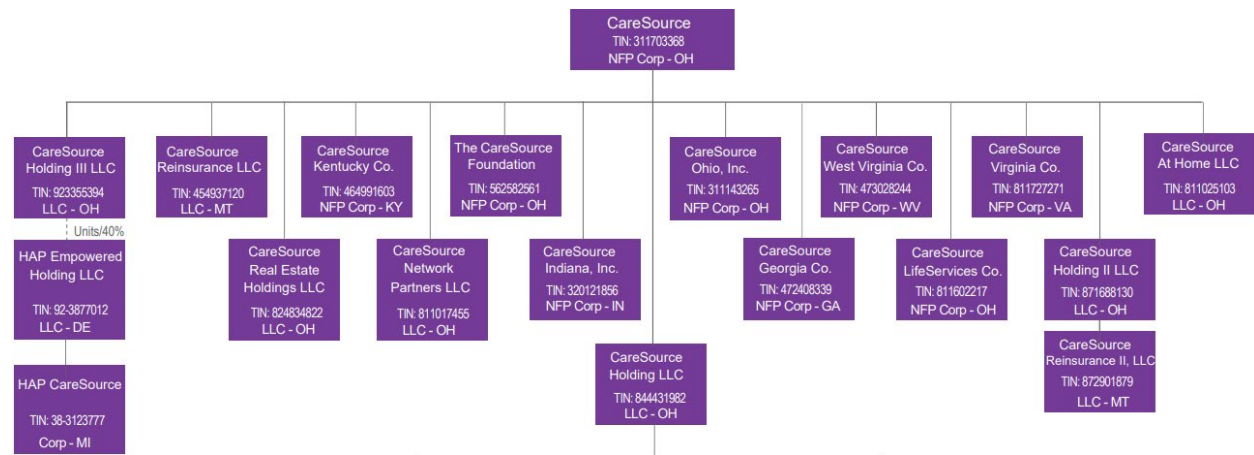 CareSource
TIN: 311703368
NFP Corp - OH
CareSource
Holding III LLC
TIN: 923355394
LLC - OH
CareSource
Reinsurance LLC
TIN: 454937120
LLC - MT
CareSource
Kentucky Co.
TIN: 464991603
NFP Corp - KY
The CareSource
Foundation
TIN: 562582561
NFP Corp - OH
CareSource
Ohio, Inc.
TIN: 311143265
NFP Corp - OH
CareSource
West Virginia Co.
TIN: 473028244
NFP Corp - WV
CareSource
Virginia Co.
TIN: 811727271
NFP Corp - VA
CareSource
At Home LLC
TIN: 811025103
LLC - OH
Units/40%
HAP Empowered
Holding LLC
TIN: 92-3877012
LLC - DE
CareSource
Real Estate
Holdings LLC
TIN: 824834822
LLC - OH
CareSource
Network
Partners LLC
TIN: 811017455
LLC - OH
CareSource
Indiana, Inc.
TIN: 320121856
NFP Corp - IN
CareSource
Georgia Co.
TIN: 472408339
NFP Corp - GA
CareSource
LifeServices Co.
TIN: 811602217
NFP Corp - OH
CareSource
Holding II LLC
TIN: 871688130
LLC - OH
HAP CareSource
TIN: 38-3123777
Corp - MI
CareSource
Holding LLC
TIN: 844431982
LLC - OH
CareSource
Reinsurance II, LLC
TIN: 872901879
LLC - MT